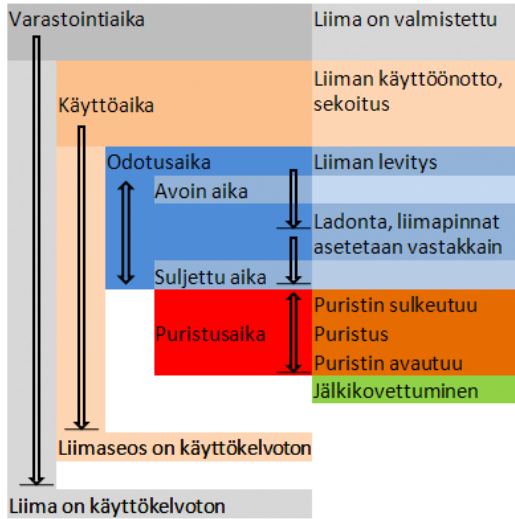 Varastointiaika
Liima on valmistettu
Käyttöaika
Liiman käyttöönotto,
sekoitus
Odotusaika
Liiman levitys
Avoin aika
Ladonta, liimapinnat
asetetaan vastakkain
Suljettu aika
Puristin sulkeutuu
Puristusaika
Puristus
Puristin avautuu
Jälkikovettuminen
Liimaseos on käyttökelvoton
Liima on käyttökelvoton